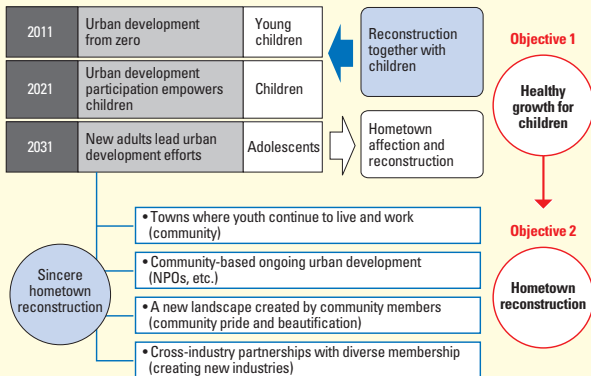 2011
Urban development
from zero
Young
children
Reconstruction
together with
children
2021
Urban development
participation empowers
children
Children
2031
New adults lead urban
development efforts
Adolescents
Hometown
affection and
reconstruction
Objective 1
Healthy
growth for
children
Objective 2
Hometown
reconstruction
Sincere
hometown
reconstruction
• Towns where youth continue to live and work
(community)
• Community-based ongoing urban development
(NPOs, etc.)
• A new landscape created by community members
(community pride and beautification)
• Cross-industry partnerships with diverse membership
(creating new industries)